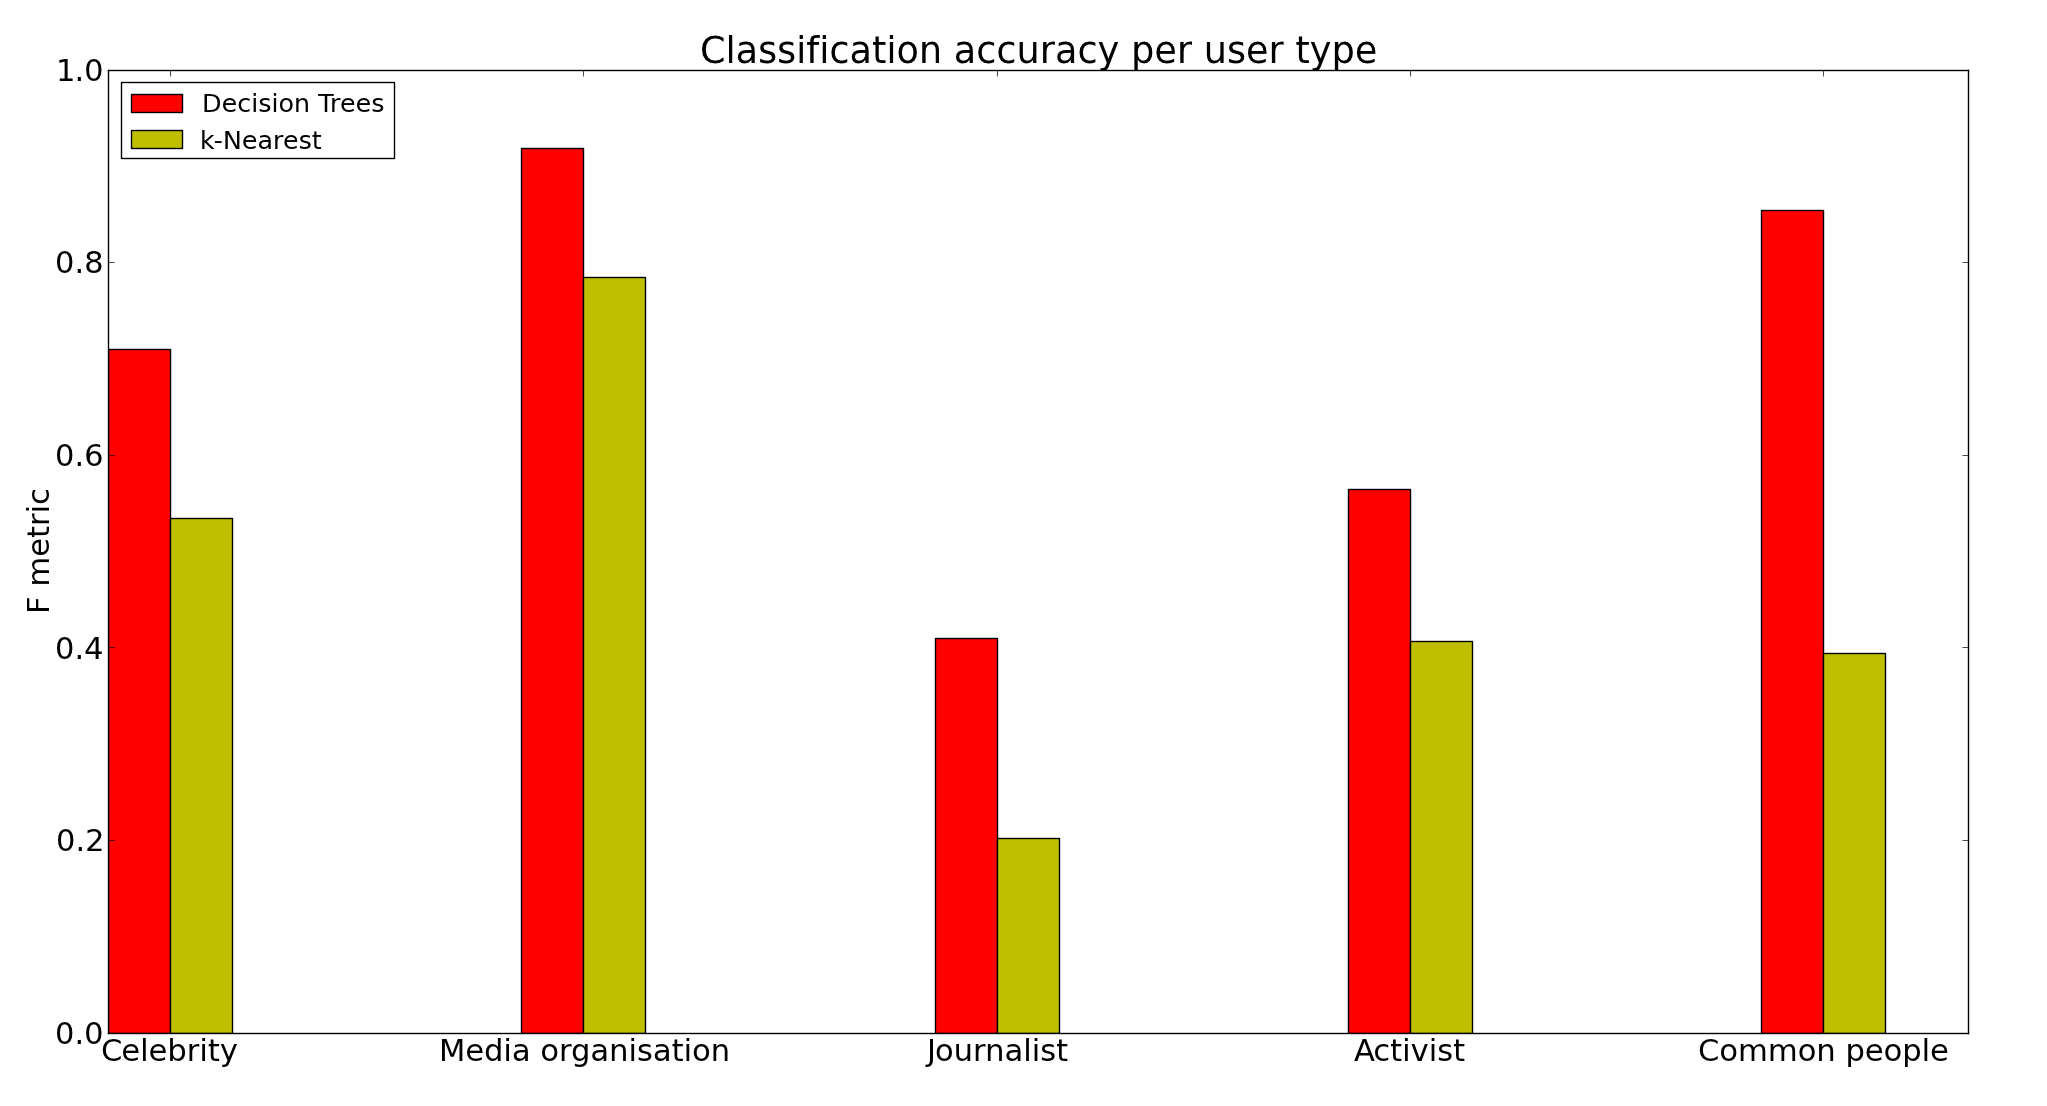 Classification accuracy per user type
1.0
Decision Trees
k-Nearest
0.8
0.6
F metric
0.4
0.2
0.0
Celebrity Media organisation Journalist Activist Common people